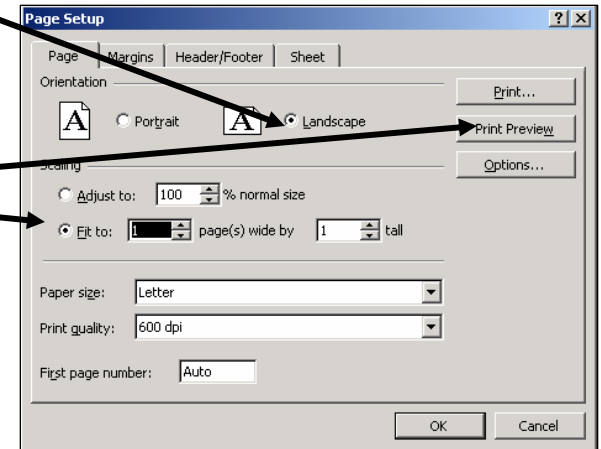 Page Setup ? X
Page Margins Header/Footer Sheet
Orientation
A Portrait A Landscape
Print...
Print Preview
Options...
Scaling
Adjust to: 100 % normal size
Fit to: 1 page(s) wide by 1 tall
Paper size: Letter
Print quality: 600 dpi
First page number: Auto
OK Cancel